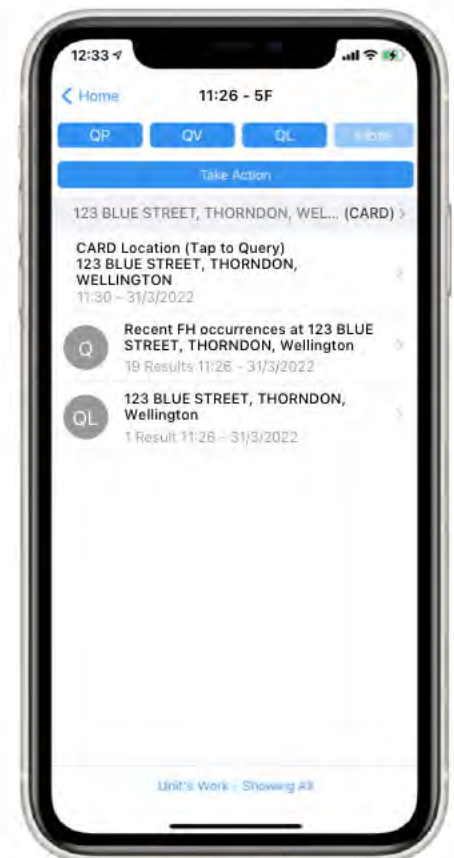 12:33
Home
11:26 - 5F
QP
QV
QL
More
Take Action
123 BLUE STREET, THORNDON, WEL... (CARD)
CARD Location (Tap to Query)
123 BLUE STREET, THORNDON,
WELLINGTON
11:30 - 31/3/2022
Q
Recent FH occurrences at 123 BLUE
STREET, THORNDON, Wellington
19 Results 11:26 - 31/3/2022
QL
123 BLUE STREET, THORNDON,
Wellington
1 Result 11:26 - 31/3/2022
Unit's Work - Showing All